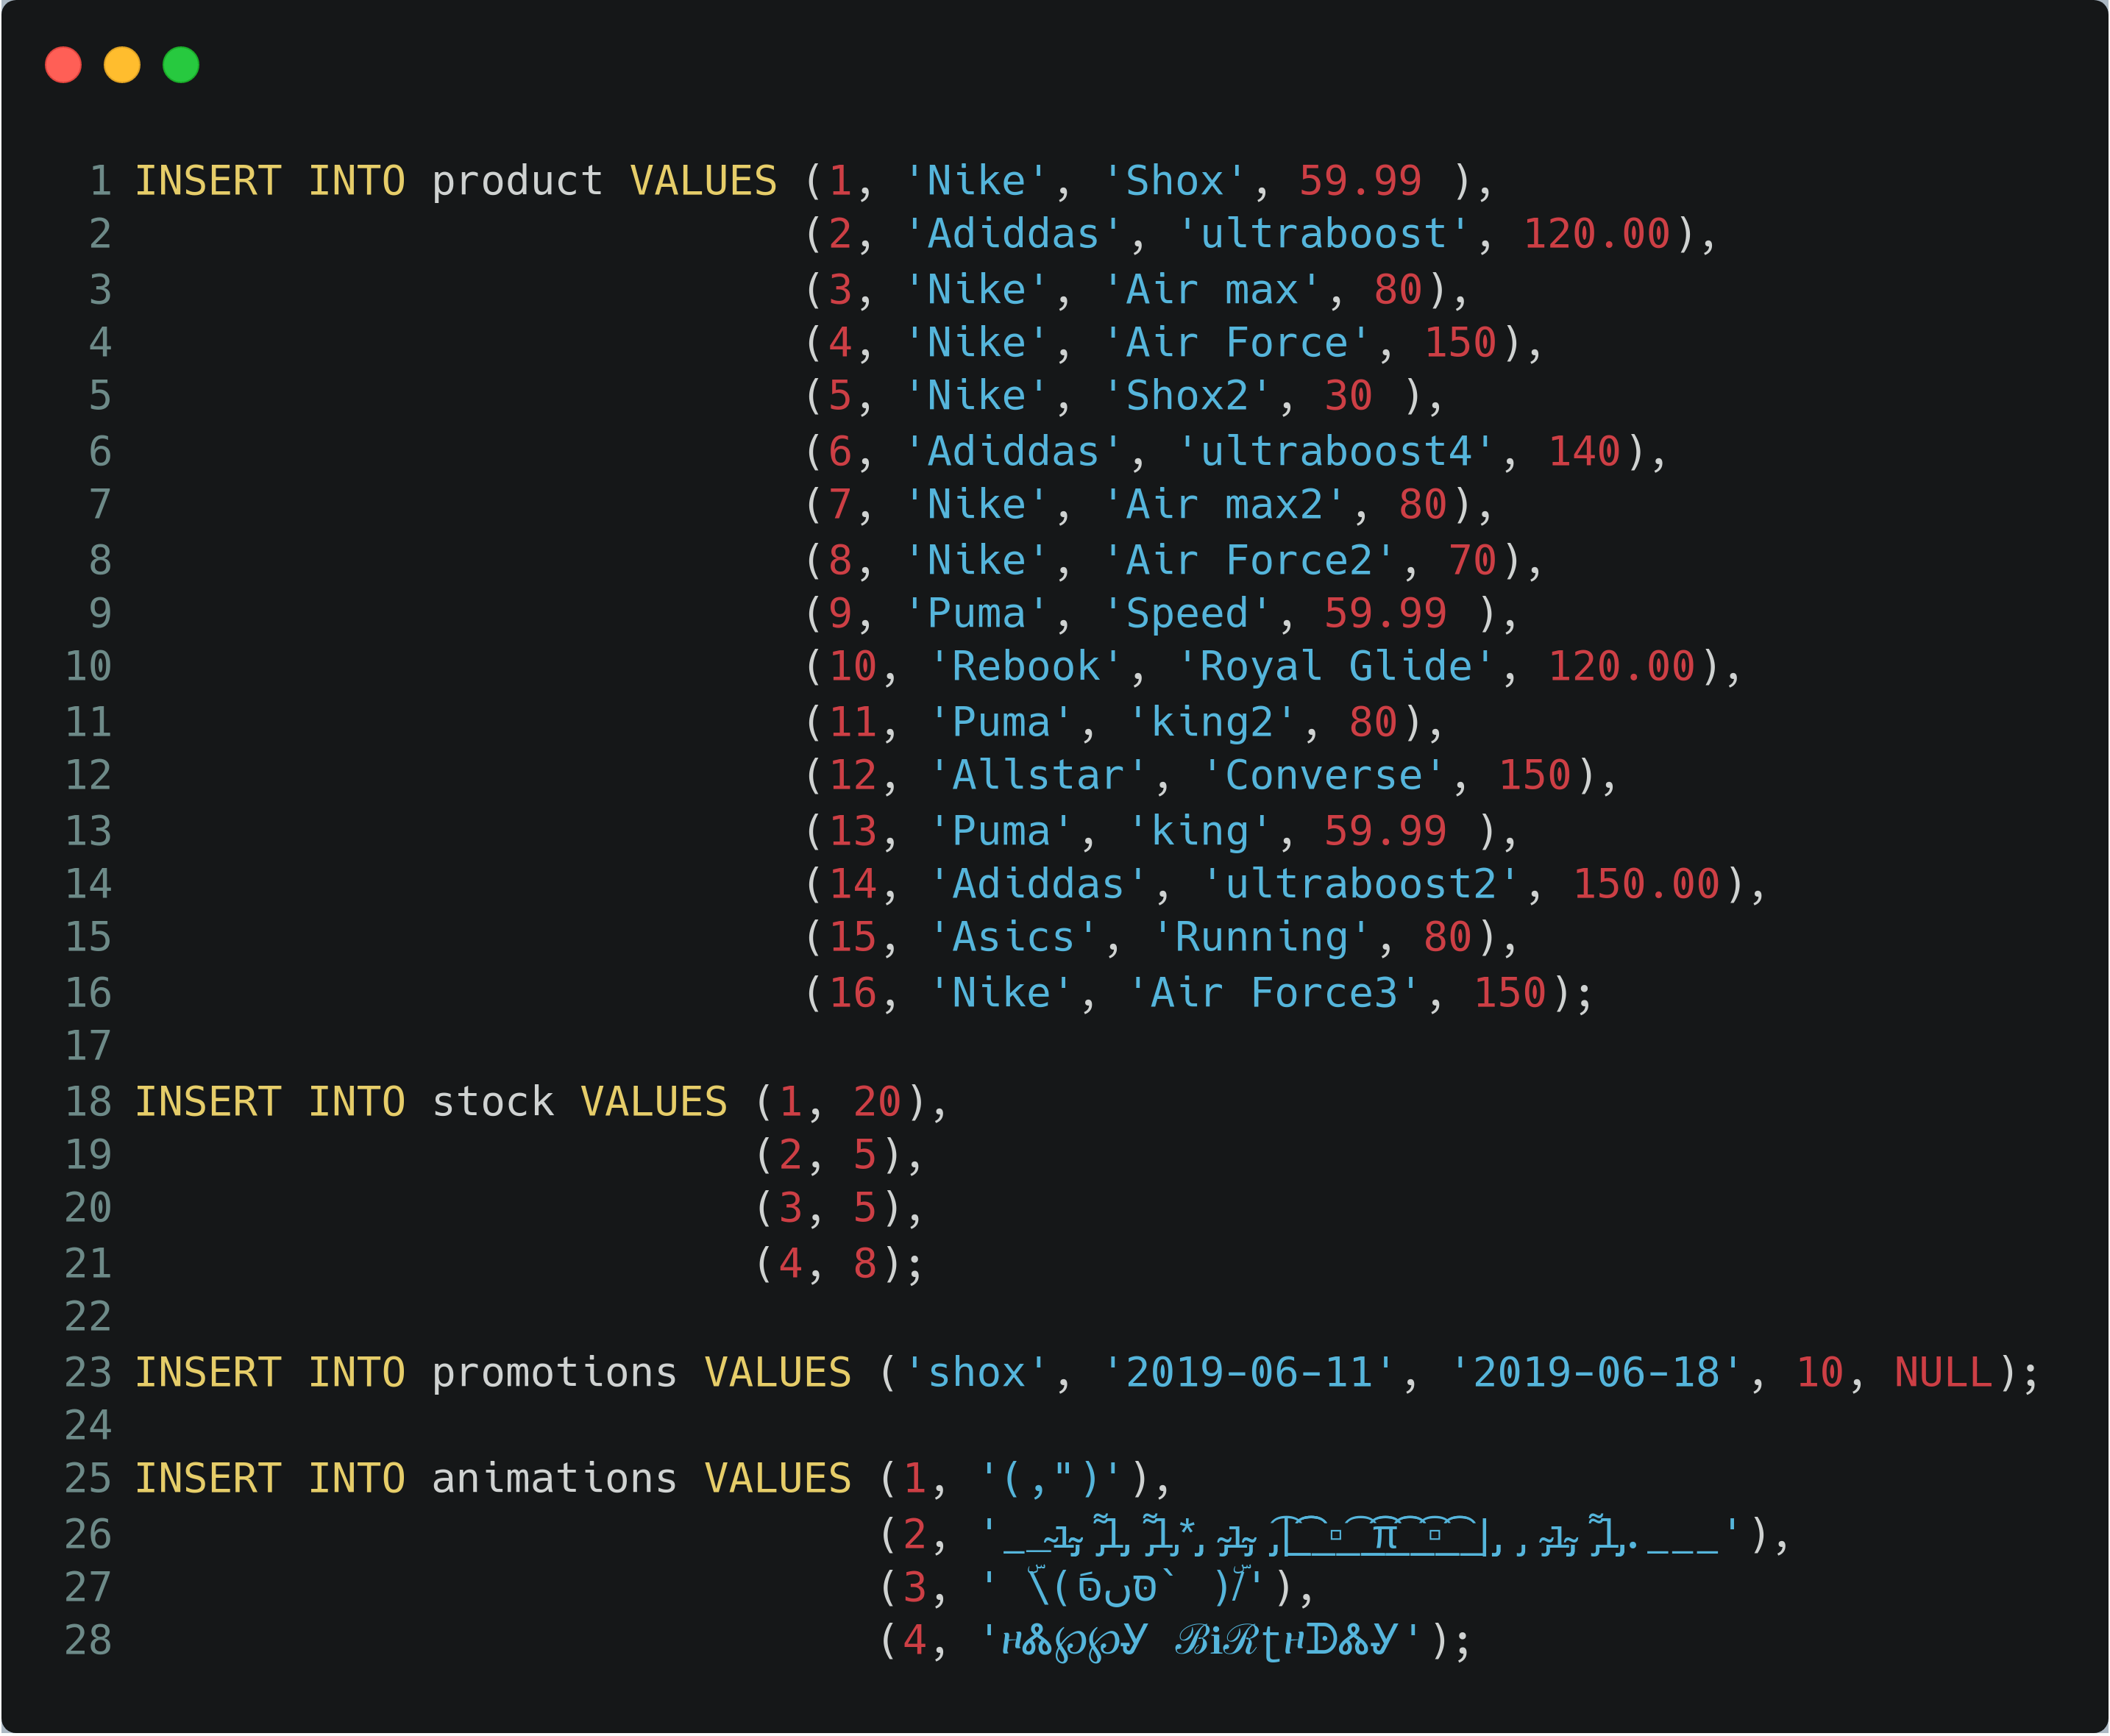 1 INSERT INTO product VALUES (1, 'Nike', 'Shox', 59.99 ),
2 (2, 'Adiddas', 'ultraboost', 120.00),
3 (3, 'Nike', 'Air max', 80),
4 (4, 'Nike', 'Air Force', 150),
5 (5, 'Nike', 'Shox2', 30 ),
6 (6, 'Adiddas', 'ultraboost4', 140),
7 (7, 'Nike', 'Air max2', 80),
8 (8, 'Nike', 'Air Force2', 70),
9 (9, 'Puma', 'Speed', 59.99 ),
10 (10, 'Rebook', 'Royal Glide', 120.00),
11 (11, 'Puma', 'king2', 80),
12 (12, 'Allstar', 'Converse', 150),
13 (13, 'Puma', 'king', 59.99 ),
14 (14, 'Adiddas', 'ultraboost2', 150.00),
15 (15, 'Asics', 'Running', 80),
16 (16, 'Nike', 'Air Force3', 150);
17
18 INSERT INTO stock VALUES (1, 20),
19 (2, 5),
20 (3, 5),
21 (4, 8);
22
23 INSERT INTO promotions VALUES ('shox', '2019-06-11', '2019-06-18', 10, NULL);
24
25 INSERT INTO animations VALUES (1, '(,")'),
26 (2,
27 (3,
28 (4,